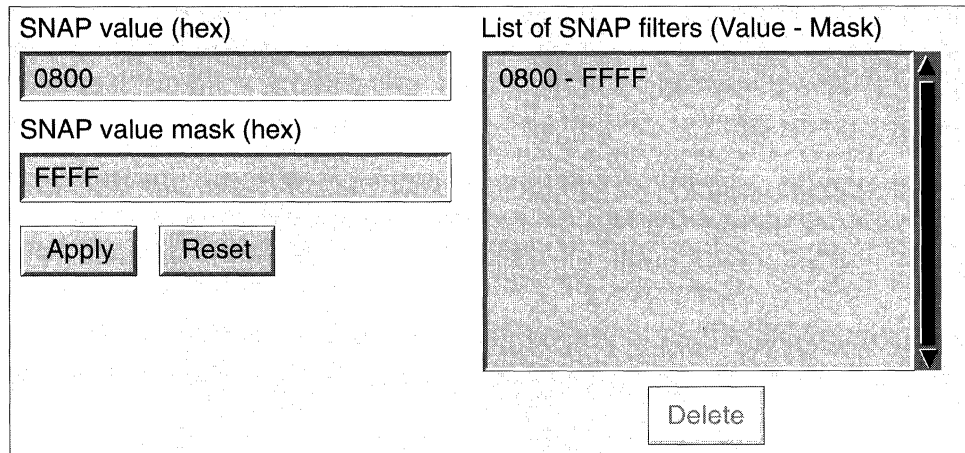 SNAP value (hex)
0800
SNAP value mask (hex)
FFFF
Apply Reset
List of SNAP filters (Value - Mask)
0800 - FFFF
Delete